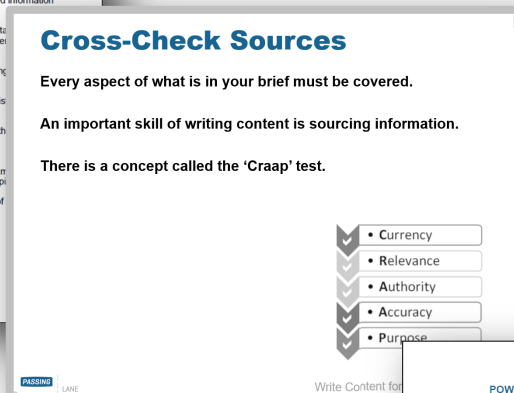 Cross-Check Sources
Every aspect of what is in your brief must be covered.
An important skill of writing content is sourcing information.
There is a concept called the ‘Craap’ test.
• Currency
• Relevance
• Authority
• Accuracy
• Purpose
PASSING
LANE
Write Content for